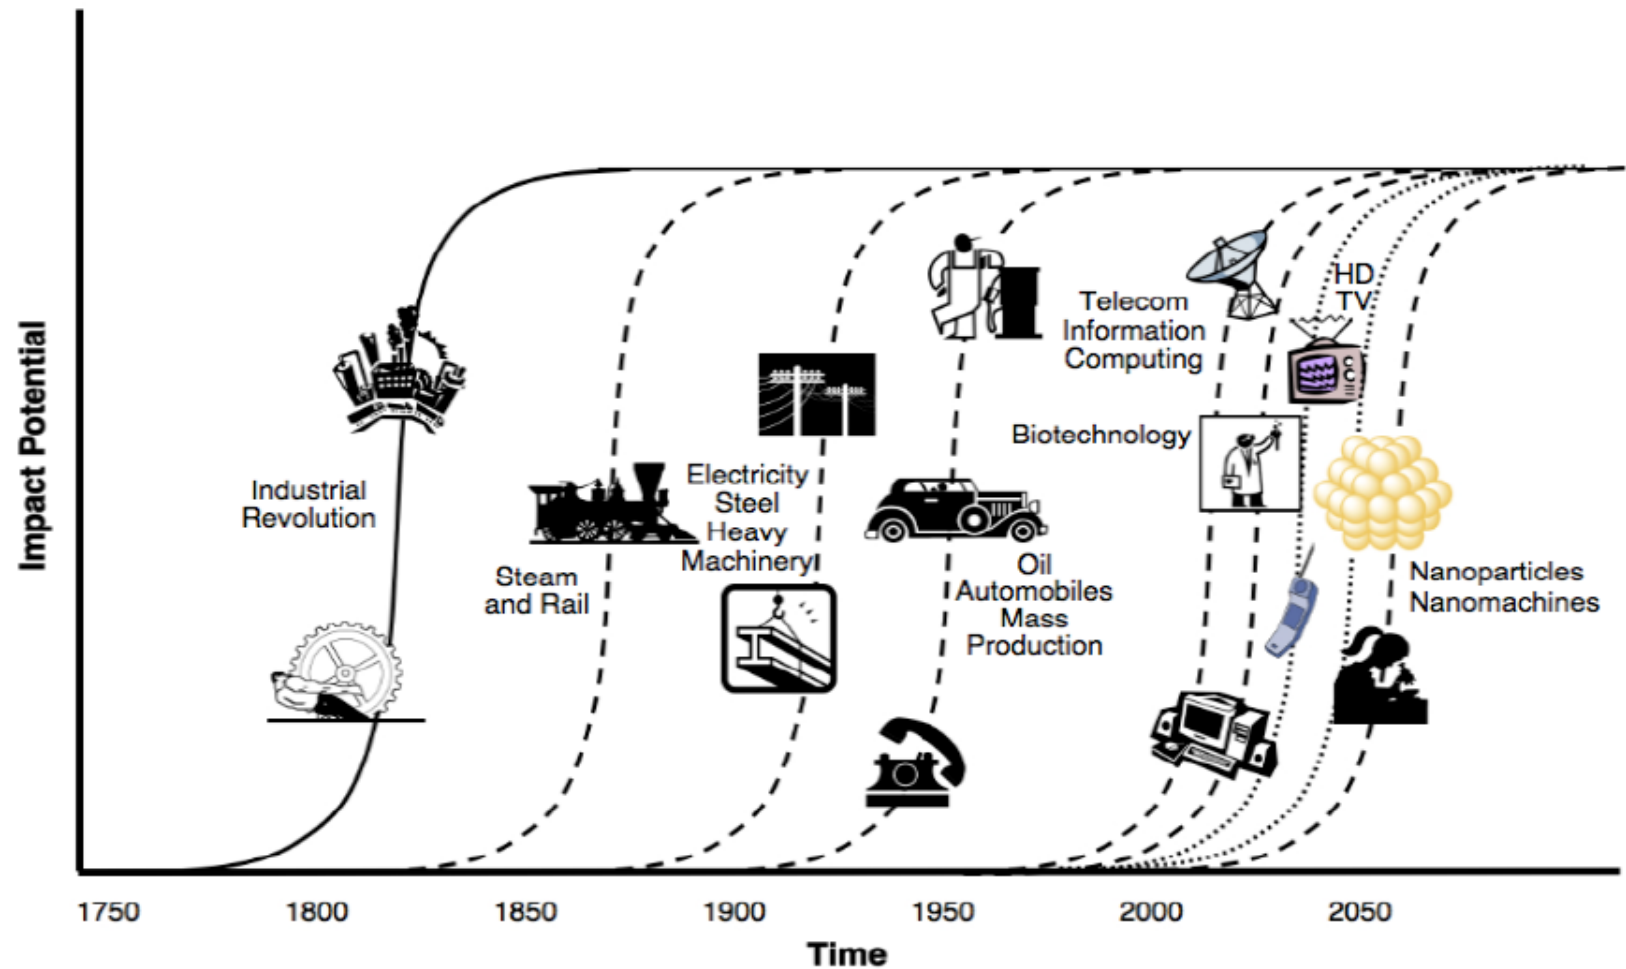 Impact Potential
Industrial
Revolution
Steam
and Rail
Electricity
Steel
Heavy
Machinery
Oil
Automobiles
Mass
Production
Telecom
Information
Computing
Biotechnology
HD
TV
Nanoparticles
Nanomachines
1750 1800 1850 1900 1950 2000 2050
Time